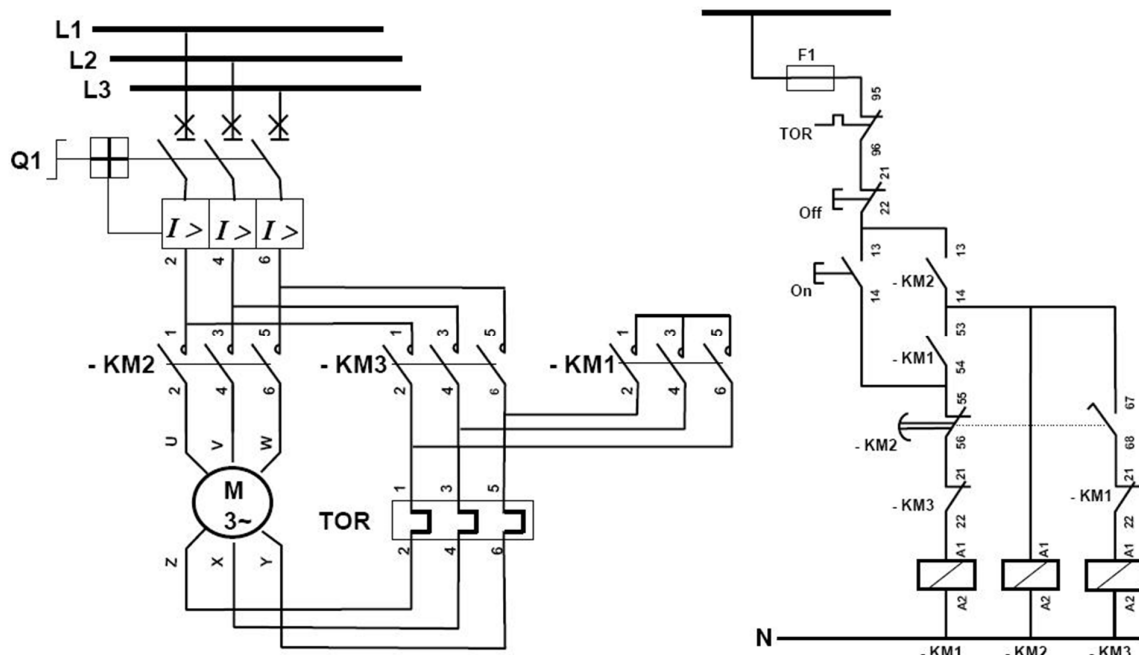 L1
L2
L3
Q1
I > I > I >
2 4 6
1 3 5
- KM2
2 4 6
U V W
M
3~
Z X Y
1 3 5
- KM3
2 4 6
1 3 5
- KM1
2 4 6
1 3 5
TOR
2 4 6
F1
95
TOR
96
21
Off
22
13 13
On
14
- KM2
14
53
- KM1
54
55 67
- KM2
56 68
21 21
- KM3
- KM1
22 22
A1 A1 A1
A2 A2 A2
N
- KM1 - KM2 - KM3